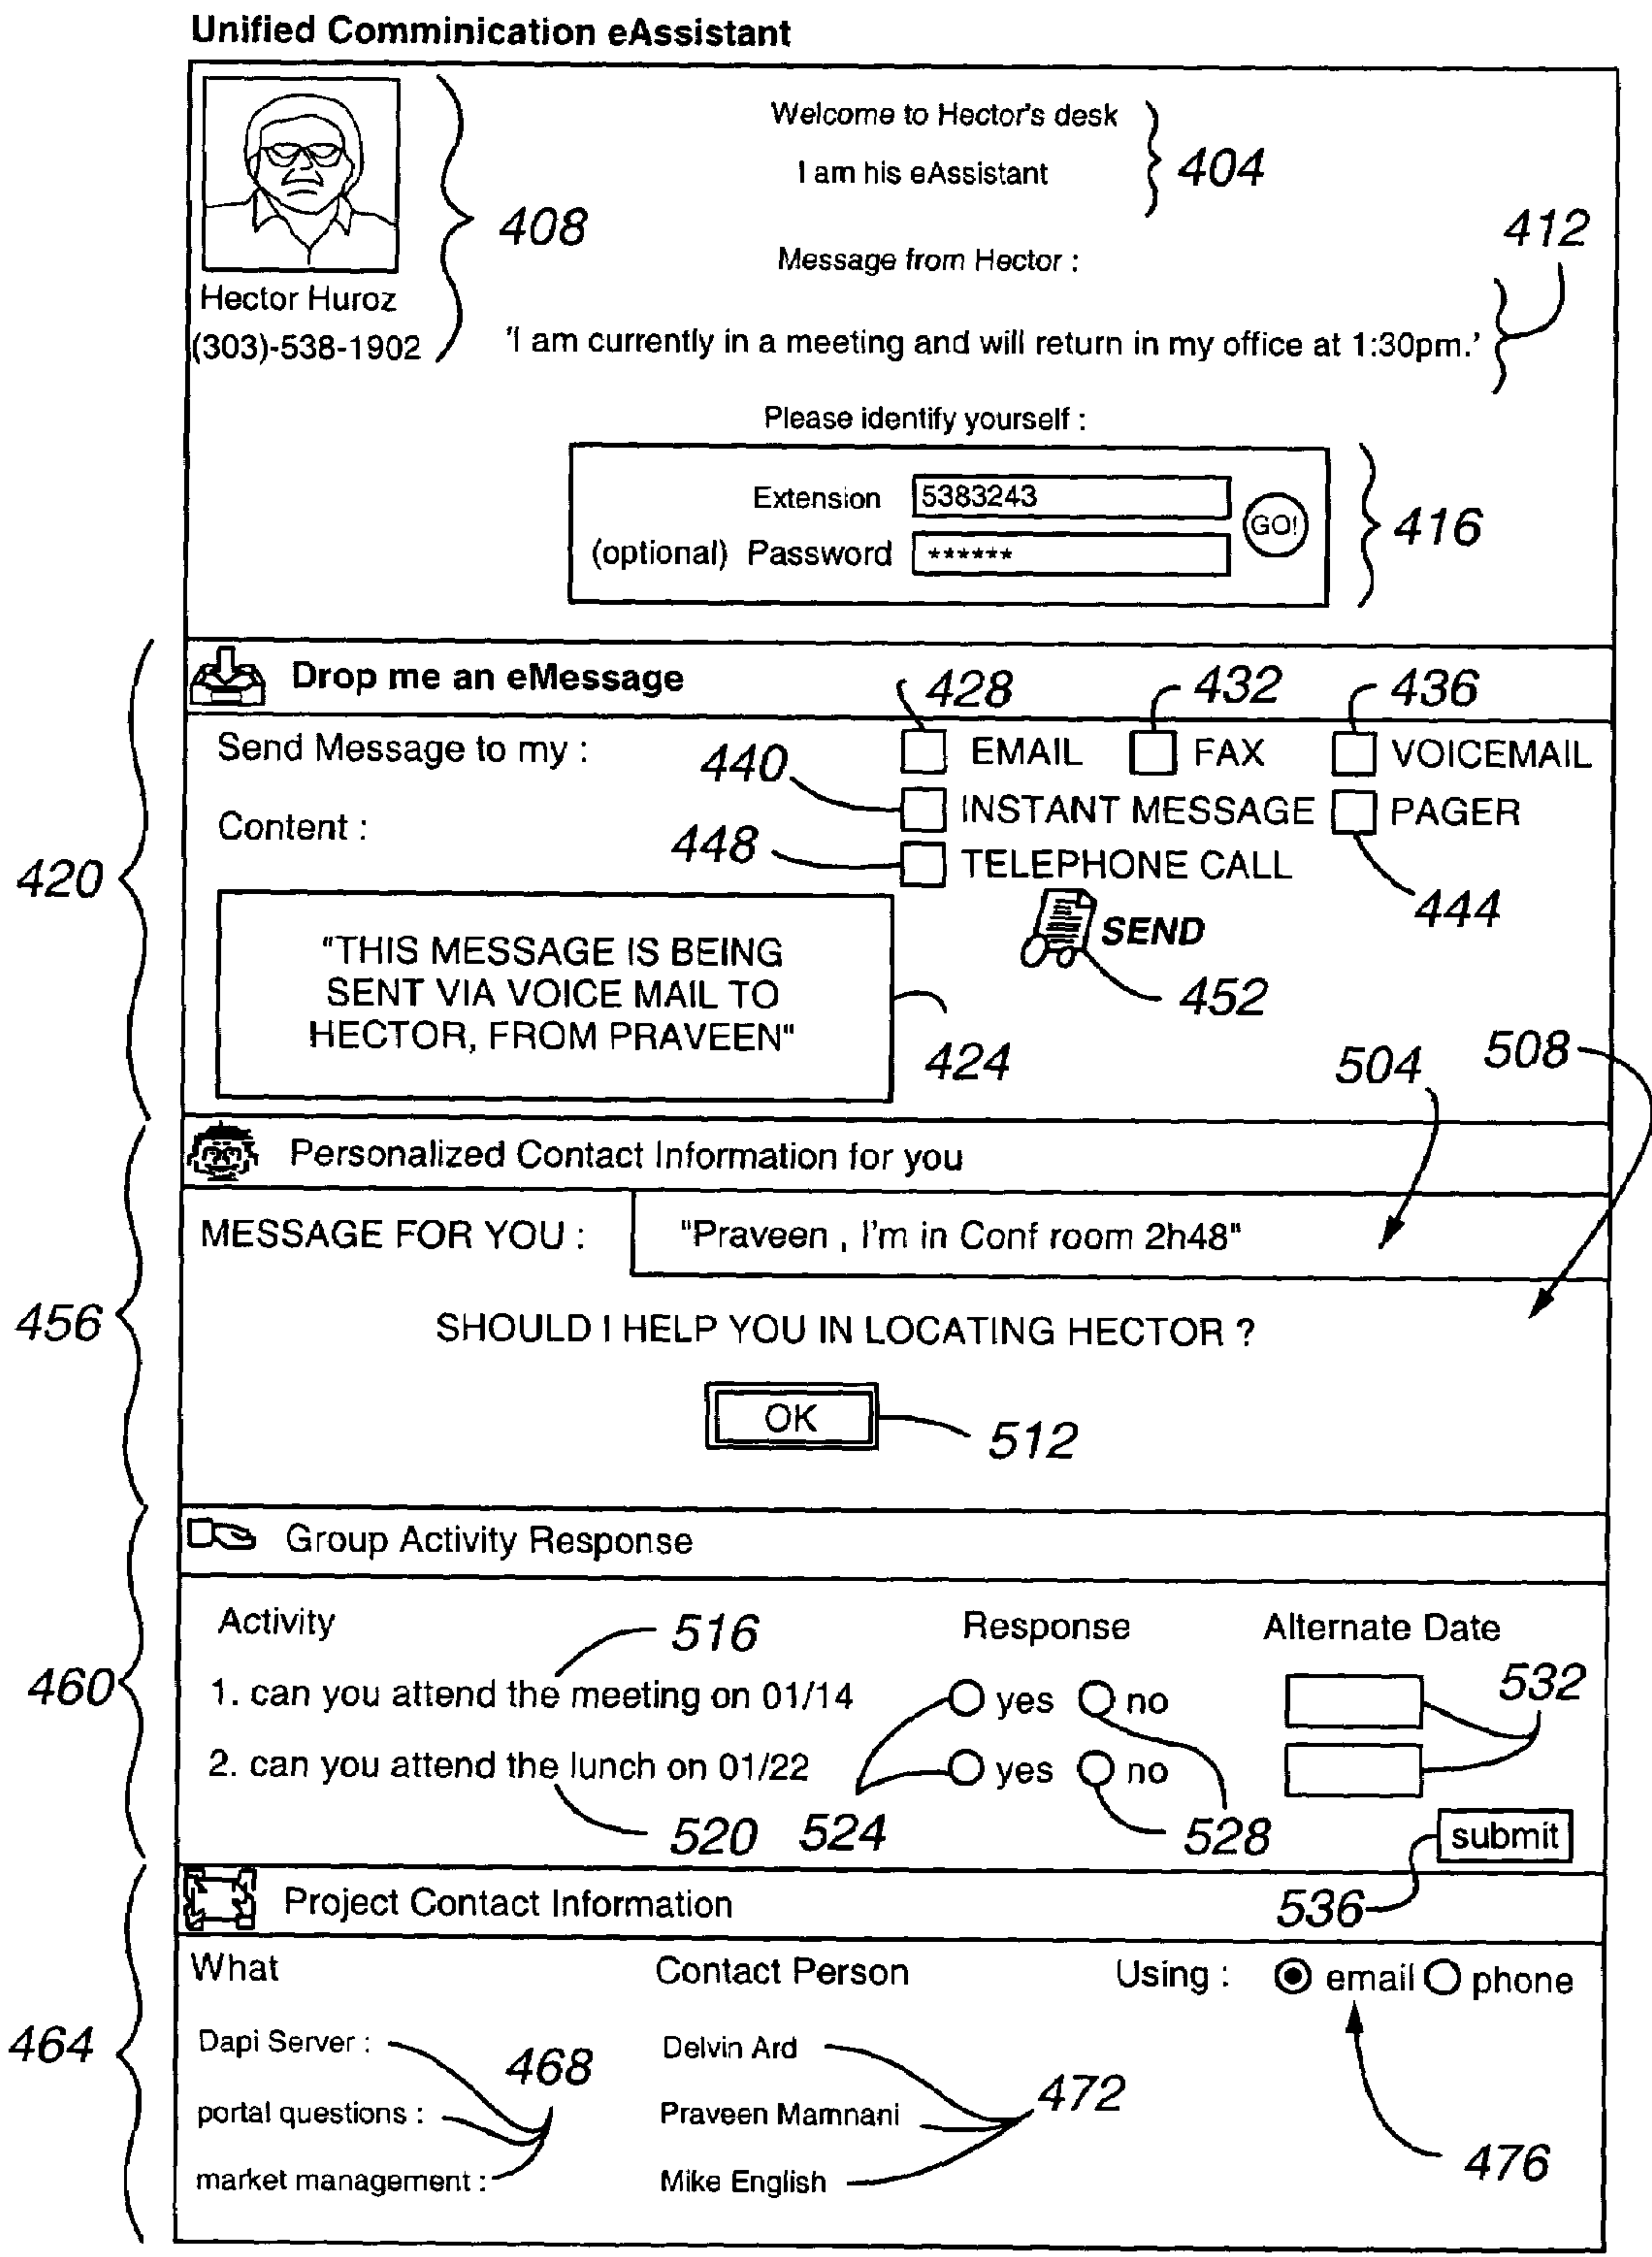 Unified Comminication eAssistant
Welcome to Hector's desk
I am his eAssistant
404
408
412
Message from Hector :
Hector Huroz
(303)-538-1902
'I am currently in a meeting and will return in my office at 1:30pm.'
Please identify yourself :
Extension 5383243
GO!
416
(optional) Password ******
Drop me an eMessage
428 432 436
Send Message to my : EMAIL FAX VOICEMAIL
440
INSTANT MESSAGE PAGER
Content :
448 TELEPHONE CALL
420
444
SEND
"THIS MESSAGE IS BEING
SENT VIA VOICE MAIL TO
HECTOR, FROM PRAVEEN"
452
424
504
508
Personalized Contact Information for you
MESSAGE FOR YOU : "Praveen , I'm in Conf room 2h48"
456
SHOULD I HELP YOU IN LOCATING HECTOR ?
OK
512
Group Activity Response
Activity 516 Response Alternate Date
460
532
1. can you attend the meeting on 01/14 yes no
2. can you attend the lunch on 01/22 yes no
520 524 528
submit
Project Contact Information
536
What Contact Person Using : email phone
464
Dapi Server : Delvin Ard
468
472
portal questions : Praveen Mamnani
476
market management : Mike English